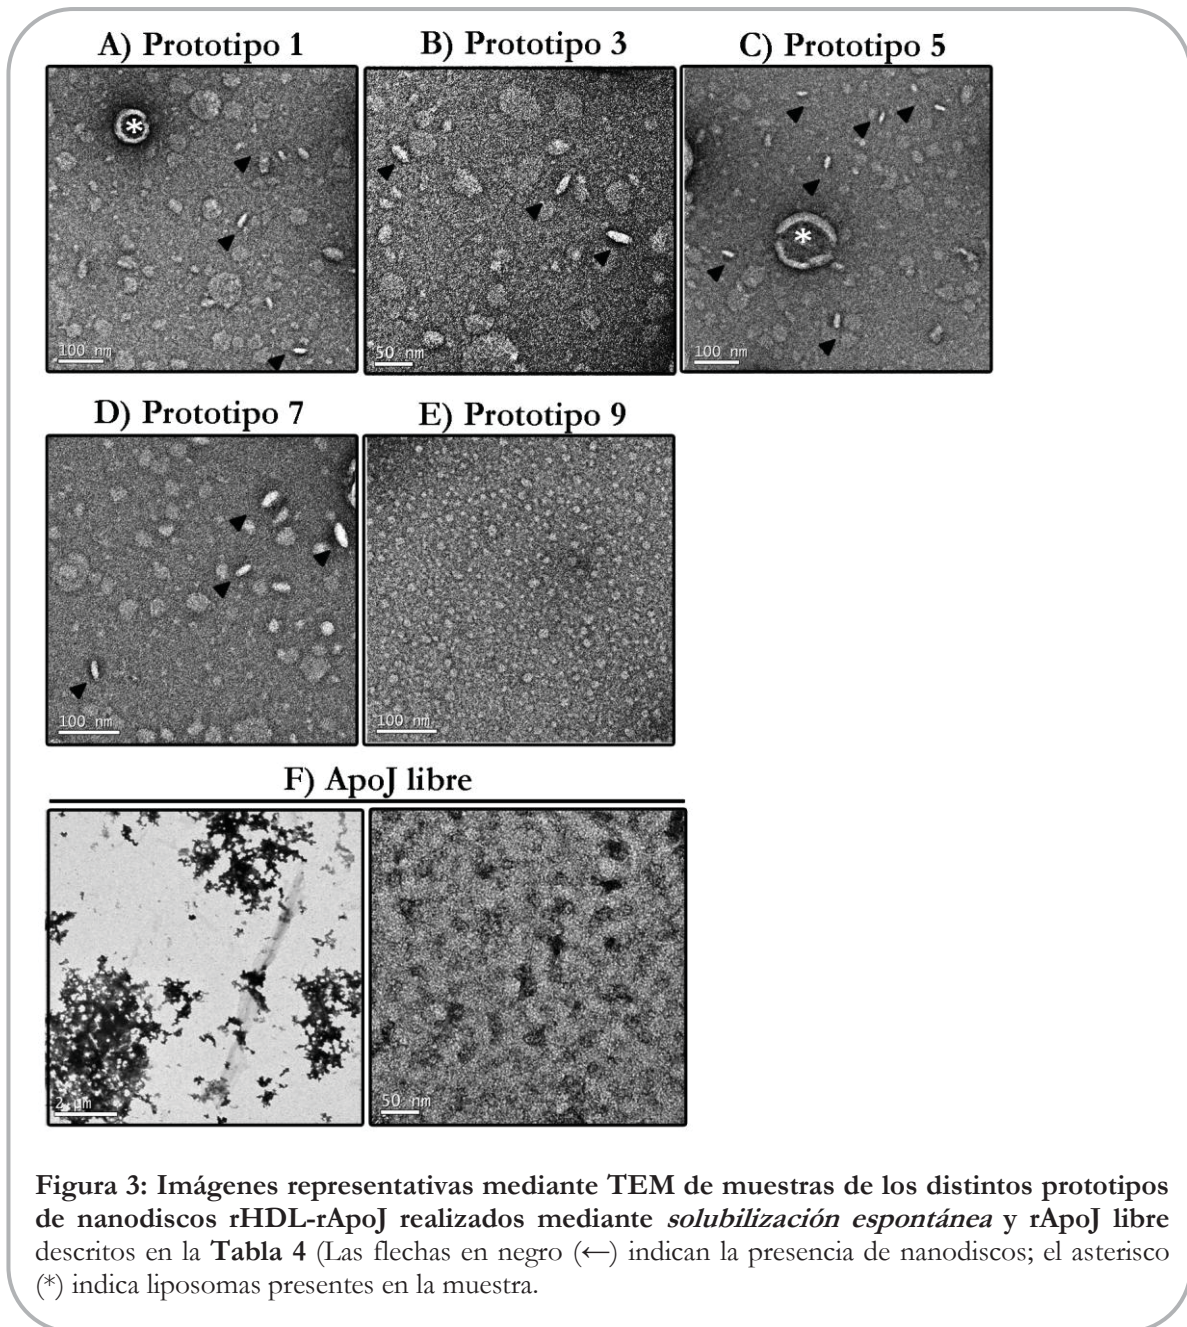 A) Prototipo 1
B) Prototipo 3
C) Prototipo 5
*
*
100 nm
50 nm
100 nm
D) Prototipo 7
E) Prototipo 9
100 nm
100 nm
F) ApoJ libre
2 µm
50 nm
Figura 3: Imágenes representativas mediante TEM de muestras de los distintos prototipos
de nanodiscos rHDL-rApoJ realizados mediante solubilización espontánea y rApoJ libre
descritos en la Tabla 4 (Las flechas en negro (←) indican la presencia de nanodiscos; el asterisco
(*) indica liposomas presentes en la muestra.